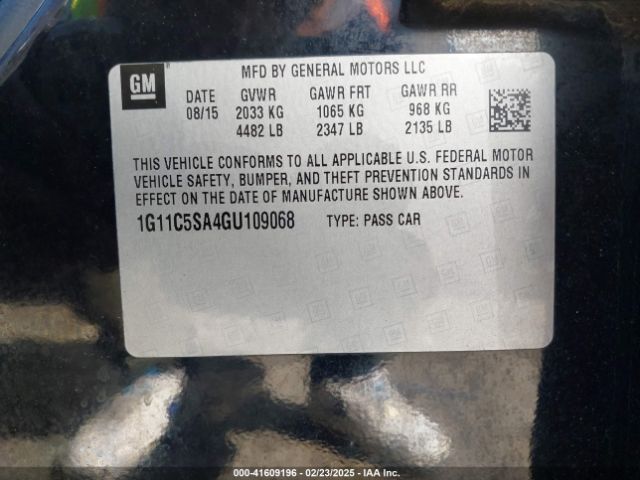 GM
MFD BY GENERAL MOTORS LLC
DATE GVWR GAWR FRT GAWR RR
08/15 2033 KG 1065 KG 968 KG
4482 LB 2347 LB 2135 LB
THIS VEHICLE CONFORMS TO ALL APPLICABLE U.S. FEDERAL MOTOR
VEHICLE SAFETY, BUMPER, AND THEFT PREVENTION STANDARDS IN
EFFECT ON THE DATE OF MANUFACTURE SHOWN ABOVE.
1G11C5SA4GU109068 TYPE: PASS CAR
000-41609196 - 02/23/2025 - IAA Inc.